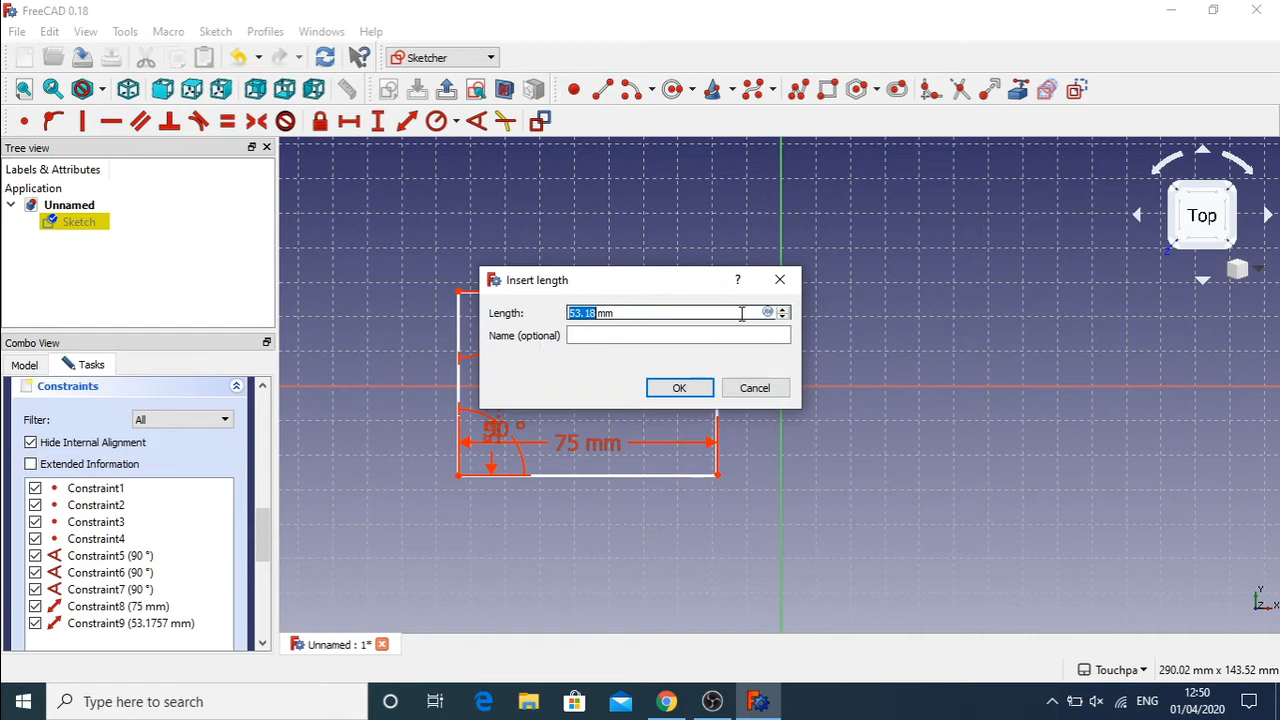 FreeCAD 0.18
File Edit View Tools Macro Sketch Profiles Windows Help
Sketcher
Tree view
Labels & Attributes
Application
Unnamed
Sketch
Combo View
Model Tasks
Constraints
Filter: All
Hide Internal Alignment
Extended Information
Constraint1
Constraint2
Constraint3
Constraint4
Constraint5 (90 °)
Constraint6 (90 °)
Constraint7 (90 °)
Constraint8 (75 mm)
Constraint9 (53.1757 mm)
Top
Insert length
?
Length: 53.18 mm
Name (optional)
OK Cancel
75 mm
Y
Z X
Unnamed : 1*
Touchpa 290.02 mm x 143.52 mm
Type here to search
ENG
12:50
01/04/2020